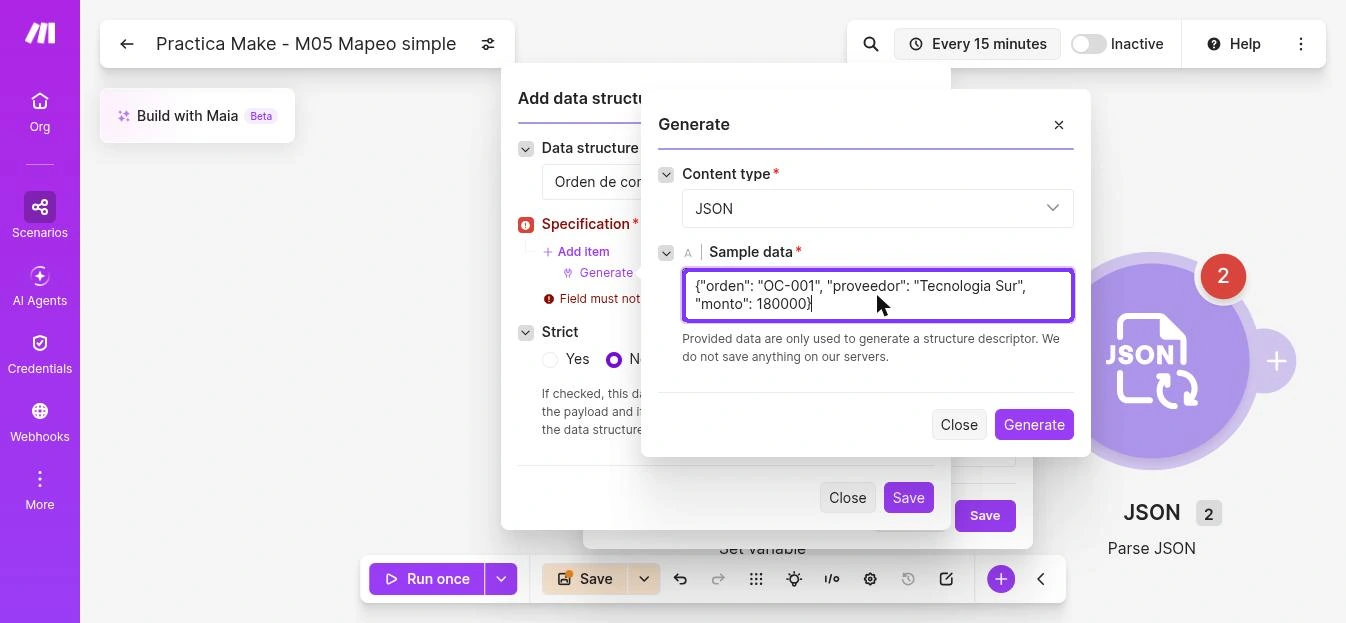 Practica Make - M05 Mapeo simple
Every 15 minutes
Inactive
Help
Build with Maia Beta
Org
Scenarios
AI Agents
Credentials
Webhooks
More
Add data
Data structure
Orden de
Specification *
+ Add item
Generate
Field must not
Strict
Yes
If checked, this
the payload and
the data structure
Close
Save
Save
Generate
Content type *
JSON
A | Sample data *
{"orden": "OC-001", "proveedor": "Tecnologia Sur",
"monto": 180000}
Provided data are only used to generate a structure descriptor. We
do not save anything on our servers.
Close
Generate
2
JSON
JSON 2
Parse JSON
Set variable
Run once
Save